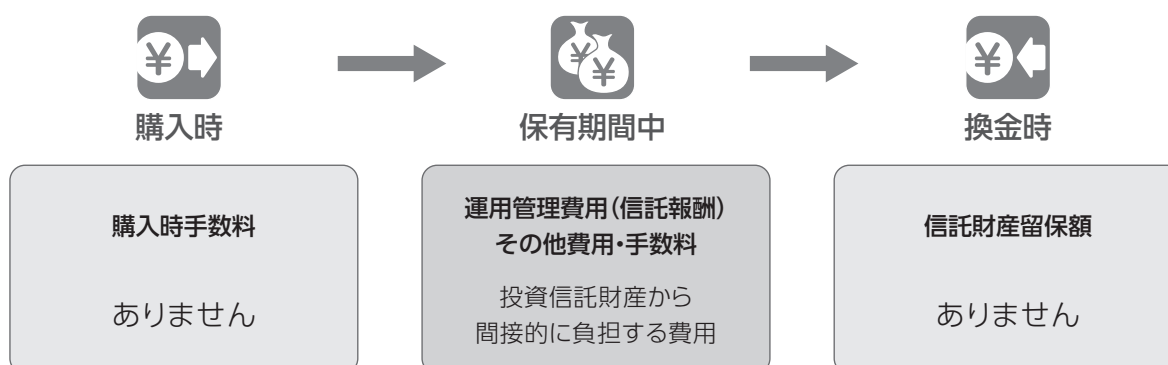 ¥
購入時
¥
¥
保有期間中
¥
換金時
購入時手数料
ありません
運用管理費用(信託報酬)
その他費用・手数料
投資信託財産から
間接的に負担する費用
信託財産留保額
ありません